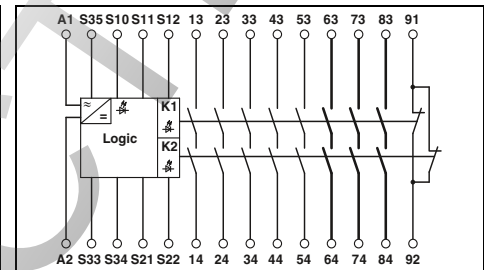 A1 S35 S10 S11 S12 13 23 33 43 53 63 73 83 91
≈
=
K1
Logic
K2
A2 S33 S34 S21 S22 14 24 34 44 54 64 74 84 92